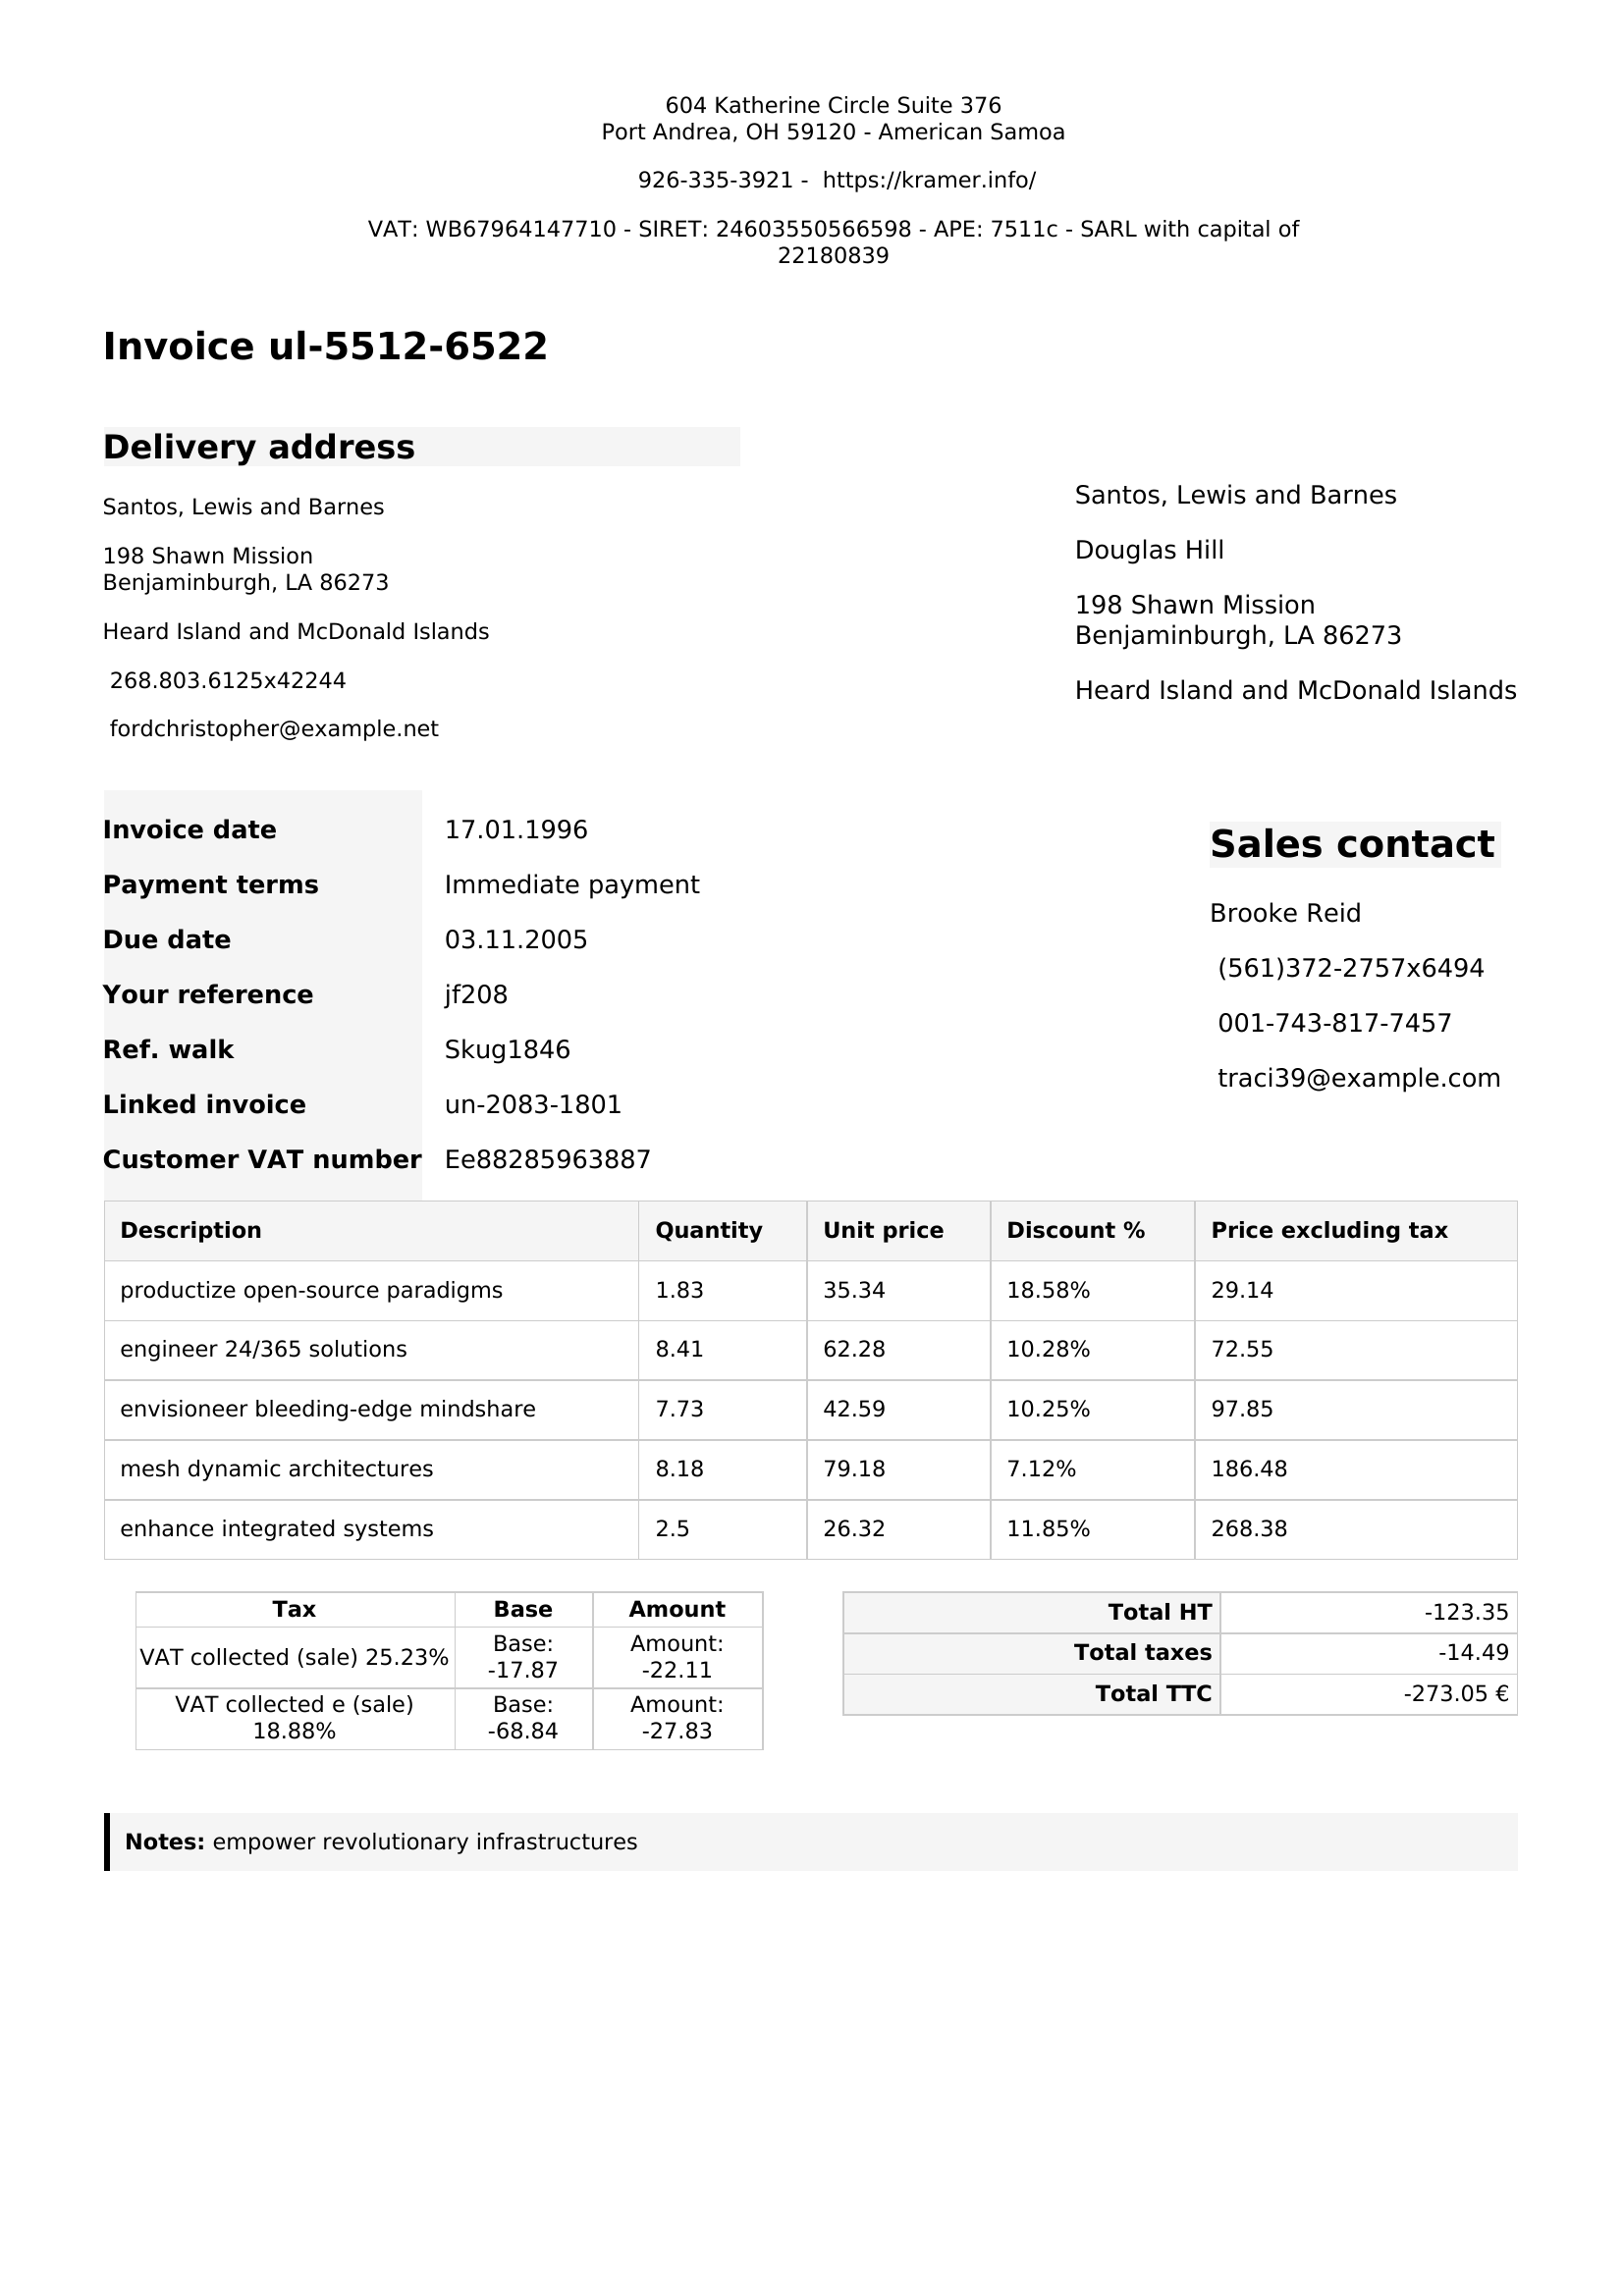 604 Katherine Circle Suite 376
Port Andrea, OH 59120 - American Samoa
926-335-3921 - https://kramer.info/
VAT: WB67964147710 - SIRET: 24603550566598 - APE: 7511c - SARL with capital of
22180839
Invoice ul-5512-6522
Delivery address
Santos, Lewis and Barnes
198 Shawn Mission
Benjaminburgh, LA 86273
Heard Island and McDonald Islands
268.803.6125x42244
fordchristopher@example.net
Santos, Lewis and Barnes
Douglas Hill
198 Shawn Mission
Benjaminburgh, LA 86273
Heard Island and McDonald Islands
Invoice date 17.01.1996
Payment terms Immediate payment
Due date 03.11.2005
Your reference jf208
Ref. walk Skug1846
Linked invoice un-2083-1801
Customer VAT number Ee88285963887
Sales contact
Brooke Reid
(561)372-2757x6494
001-743-817-7457
traci39@example.com
Description Quantity Unit price Discount % Price excluding tax
productize open-source paradigms 1.83 35.34 18.58% 29.14
engineer 24/365 solutions 8.41 62.28 10.28% 72.55
envisioneer bleeding-edge mindshare 7.73 42.59 10.25% 97.85
mesh dynamic architectures 8.18 79.18 7.12% 186.48
enhance integrated systems 2.5 26.32 11.85% 268.38
Tax Base Amount
VAT collected (sale) 25.23% Base: -17.87 Amount: -22.11
VAT collected e (sale) 18.88% Base: -68.84 Amount: -27.83
Total HT -123.35
Total taxes -14.49
Total TTC -273.05 €
Notes: empower revolutionary infrastructures